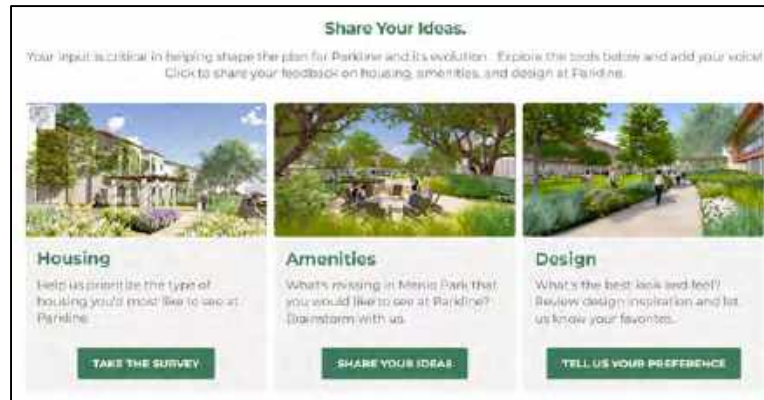 Share Your Ideas.
Your input is critical in helping shape the plan for Parkline and its evolution. Explore the tools below and add your voice!
Click to share your feedback on housing, amenities, and design at Parkline.
Housing
Help us prioritize the type of
housing you'd most like to see at
Parkline.
TAKE THE SURVEY
Amenities
What's missing in Menlo Park that
you would like to see at Parkline?
Brainstorm with us.
SHARE YOUR IDEAS
Design
What's the best look and feel?
Review design inspiration and let
us know your favorites.
TELL US YOUR PREFERENCE